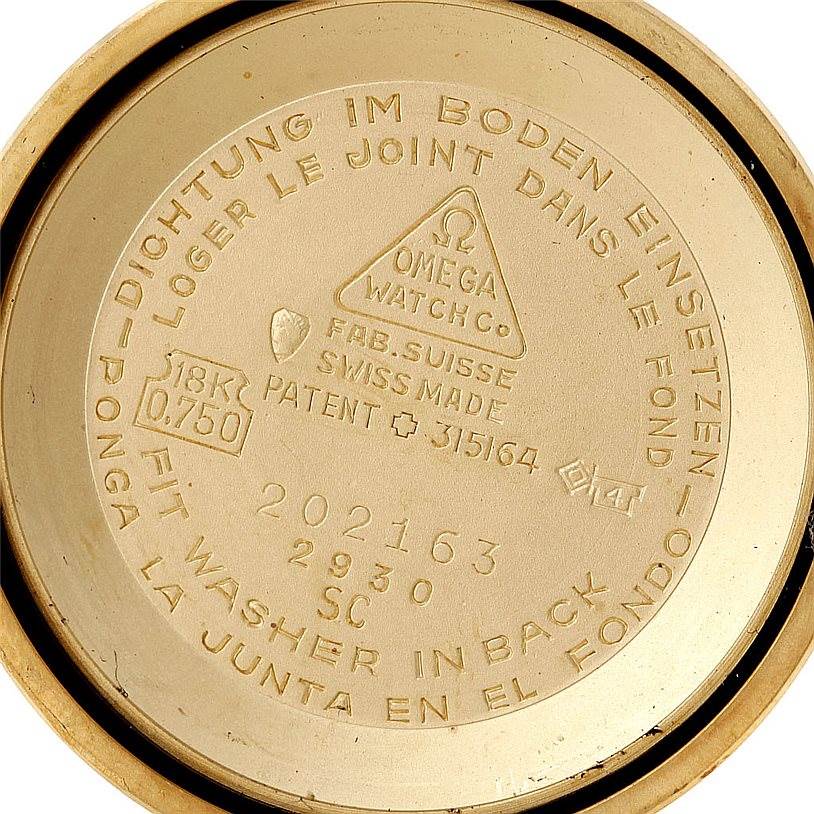 DICHTUNG IM BODEN EINSETZEN —
PONGA LA JUNTA EN EL FONDO —
LOGER LE JOINT DANS LE FOND
FIT WASHER IN BACK
Ω
OMEGA
WATCH Co
FAB. SUISSE
SWISS MADE
PATENT ✚ 315164
18K
0,750
14
202163
2930
SC